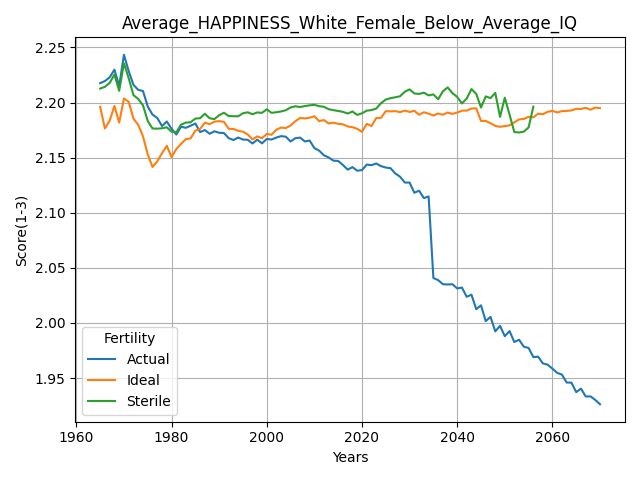 Average_HAPPINESS_White_Female_Below_Average_IQ
Score(1-3)
2.25
2.20
2.15
2.10
2.05
2.00
1.95
Fertility
Actual
Ideal
Sterile
1960 1980 2000 2020 2040 2060
Years